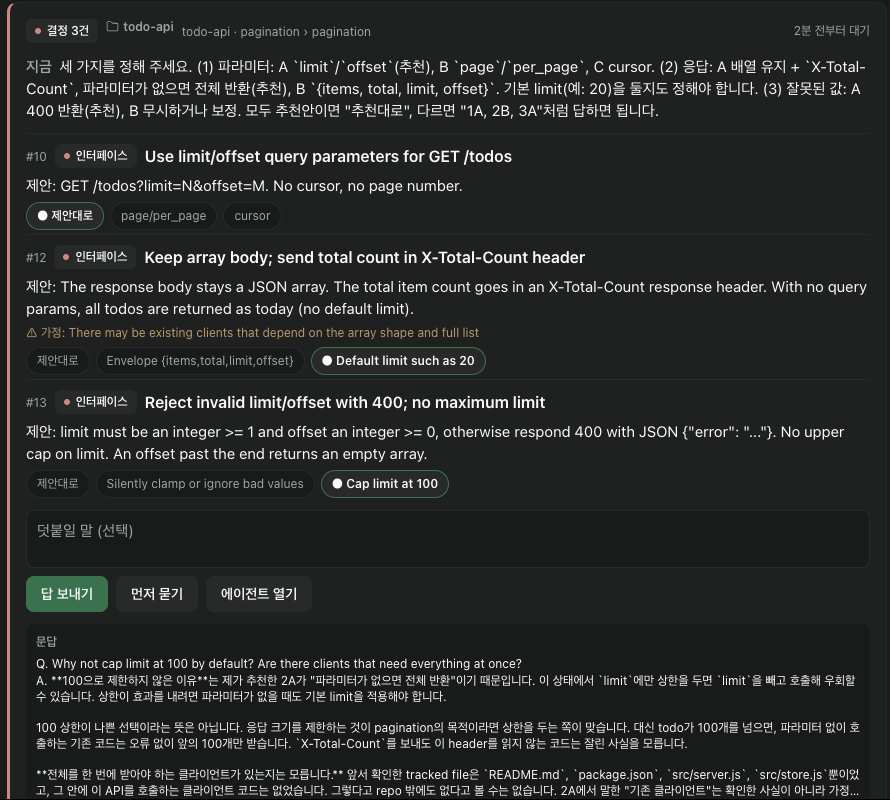 결정 3건 todo-api todo-api · pagination › pagination 2분 전부터 대기
지금 세 가지를 정해 주세요. (1) 파라미터: A `limit`/`offset`(추천), B `page`/`per_page`, C cursor. (2) 응답: A 배열 유지 + `X-Total-
Count`, 파라미터가 없으면 전체 반환(추천), B `{items, total, limit, offset}`. 기본 limit(예: 20)을 둘지도 정해야 합니다. (3) 잘못된 값: A
400 반환(추천), B 무시하거나 보정. 모두 추천안이면 "추천대로", 다르면 "1A, 2B, 3A"처럼 답하면 됩니다.
#10 인터페이스 Use limit/offset query parameters for GET /todos
제안: GET /todos?limit=N&offset=M. No cursor, no page number.
제안대로 page/per_page cursor
#12 인터페이스 Keep array body; send total count in X-Total-Count header
제안: The response body stays a JSON array. The total item count goes in an X-Total-Count response header. With no query
params, all todos are returned as today (no default limit).
⚠ 가정: There may be existing clients that depend on the array shape and full list
제안대로 Envelope {items,total,limit,offset} Default limit such as 20
#13 인터페이스 Reject invalid limit/offset with 400; no maximum limit
제안: limit must be an integer >= 1 and offset an integer >= 0, otherwise respond 400 with JSON {"error": "..."}. No upper
cap on limit. An offset past the end returns an empty array.
제안대로 Silently clamp or ignore bad values Cap limit at 100
덧붙일 말 (선택)
답 보내기 먼저 묻기 에이전트 열기
문답
Q. Why not cap limit at 100 by default? Are there clients that need everything at once?
A. **100으로 제한하지 않은 이유**는 제가 추천한 2A가 "파라미터가 없으면 전체 반환"이기 때문입니다. 이 상태에서 `limit`에만 상한을 두면 `limit`을 빼고 호출해 우회할
수 있습니다. 상한이 효과를 내려면 파라미터가 없을 때도 기본 limit을 적용해야 합니다.
100 상한이 나쁜 선택이라는 뜻은 아닙니다. 응답 크기를 제한하는 것이 pagination의 목적이라면 상한을 두는 쪽이 맞습니다. 대신 todo가 100개를 넘으면, 파라미터 없이 호
출하는 기존 코드는 오류 없이 앞의 100개만 받습니다. `X-Total-Count`를 보내도 이 header를 읽지 않는 코드는 잘린 사실을 모릅니다.
**전체를 한 번에 받아야 하는 클라이언트가 있는지는 모릅니다.** 앞서 확인한 tracked file은 `README.md`, `package.json`, `src/server.js`, `src/store.js`뿐이었
고, 그 안에 이 API를 호출하는 클라이언트 코드는 없었습니다. 그렇다고 repo 밖에도 없다고 볼 수는 없습니다. 2A에서 말한 "기존 클라이언트"는 확인한 사실이 아니라 가정...